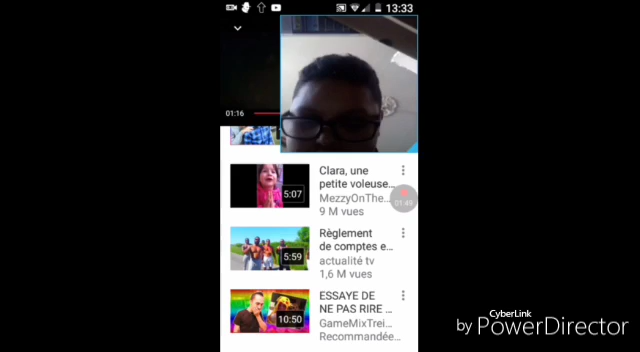 13:33
01:16
Clara, une
petite voleuse...
MezzyOnThe...
9 M vues
5:07
01:49
Règlement
de comptes e...
actualité tv
1,6 M vues
5:59
ESSAYE DE
NE PAS RIRE ...
GameMixTrei...
Recommandée...
10:50
CyberLink
by PowerDirector